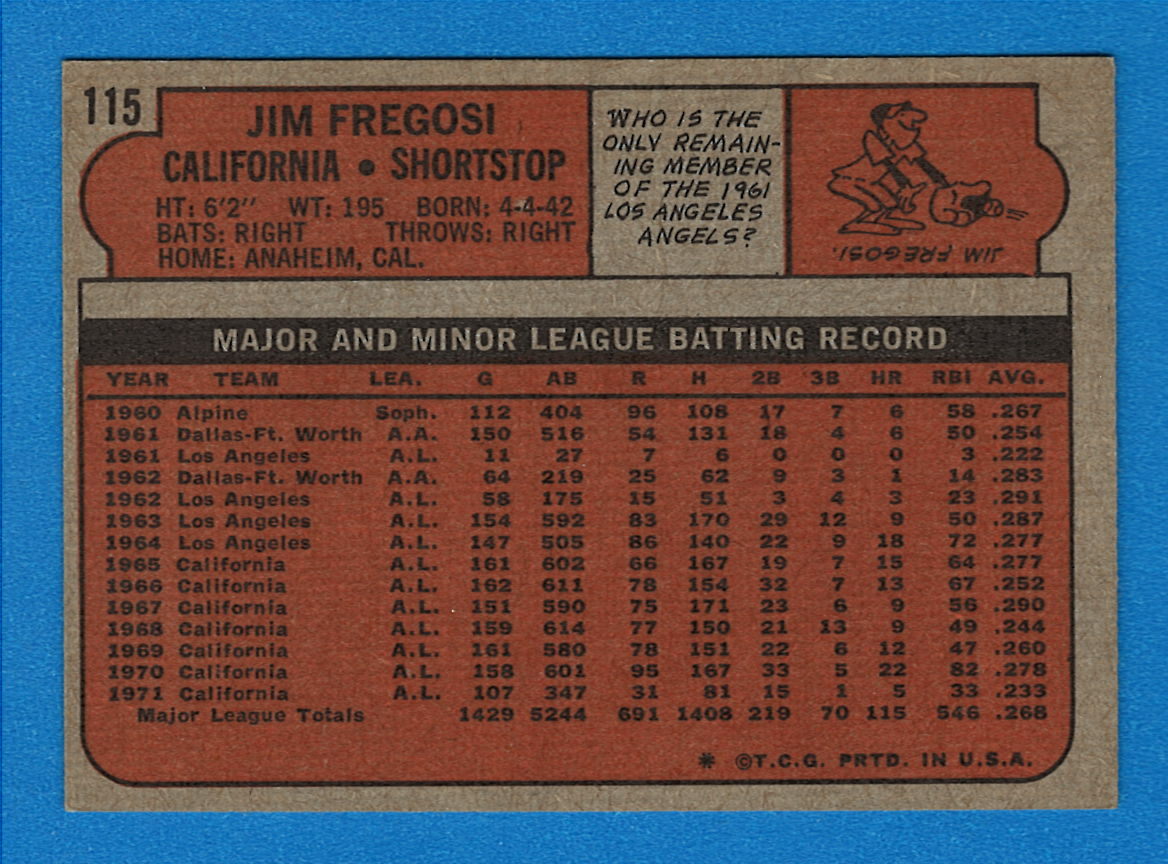 115
JIM FREGOSI
CALIFORNIA • SHORTSTOP
HT: 6'2" WT: 195 BORN: 4-4-42
BATS: RIGHT THROWS: RIGHT
HOME: ANAHEIM, CAL.
WHO IS THE
ONLY REMAIN-
ING MEMBER
OF THE 1961
LOS ANGELES
ANGELS?
JIM FREGOSI.
MAJOR AND MINOR LEAGUE BATTING RECORD
YEAR TEAM LEA. G AB R H 2B 3B HR RBI AVG.
1960 Alpine Soph. 112 404 96 108 17 7 6 58 .267
1961 Dallas-Ft. Worth A.A. 150 516 54 131 18 4 6 50 .254
1961 Los Angeles A.L. 11 27 7 6 0 0 0 3 .222
1962 Dallas-Ft. Worth A.A. 64 219 25 62 9 3 1 14 .283
1962 Los Angeles A.L. 58 175 15 51 3 4 3 23 .291
1963 Los Angeles A.L. 154 592 83 170 29 12 9 50 .287
1964 Los Angeles A.L. 147 505 86 140 22 9 18 72 .277
1965 California A.L. 161 602 66 167 19 7 15 64 .277
1966 California A.L. 162 611 78 154 32 7 13 67 .252
1967 California A.L. 151 590 75 171 23 6 9 56 .290
1968 California A.L. 159 614 77 150 21 13 9 49 .244
1969 California A.L. 161 580 78 151 22 6 12 47 .260
1970 California A.L. 158 601 95 167 33 5 22 82 .278
1971 California A.L. 107 347 31 81 15 1 5 33 .233
Major League Totals 1429 5244 691 1408 219 70 115 546 .268
* ©T.C.G. PRTD. IN U.S.A.